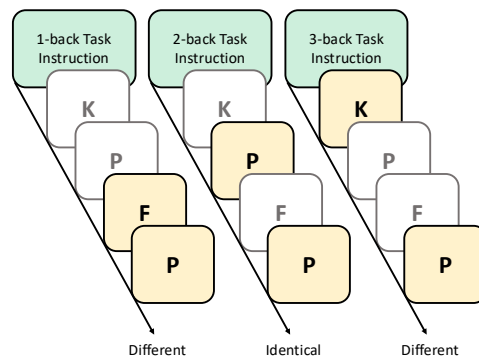 1-back Task
Instruction
K
P
F
P
Different
2-back Task
Instruction
K
P
F
P
Identical
3-back Task
Instruction
K
P
F
P
Different